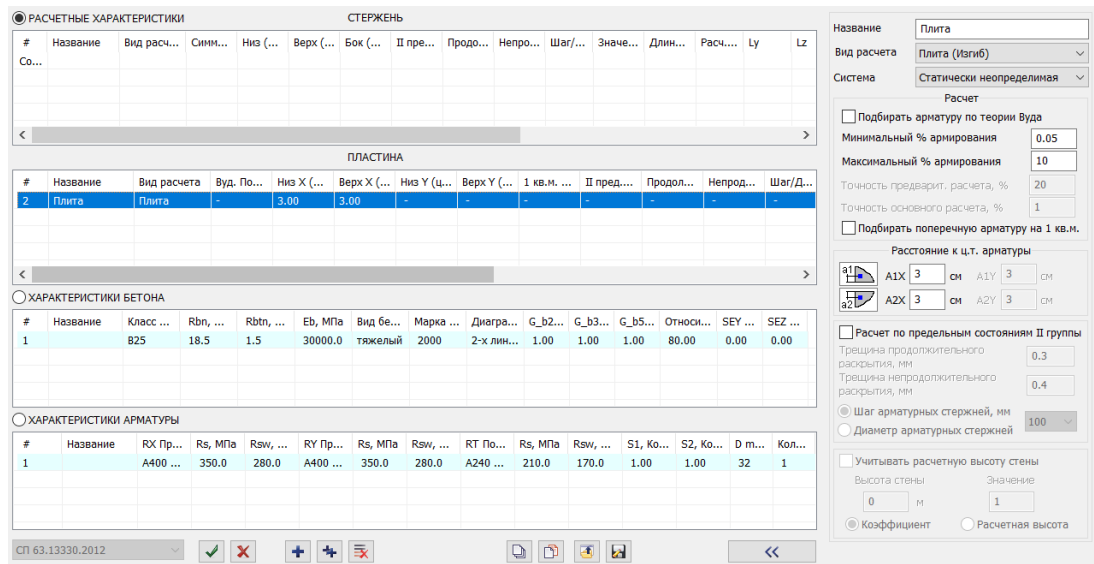 РАСЧЕТНЫЕ ХАРАКТЕРИСТИКИ СТЕРЖЕНЬ
# Название Вид расч... Симм... Низ (... Верх (... Бок (... II пре... Продо... Непро... Шаг/... Значе... Длин... Расч.... Ly Lz
Со...
ПЛАСТИНА
# Название Вид расчета Вуд. По... Низ X (... Верх X (... Низ Y (ц... Верх Y (... 1 кв.м. ... II пред.... Продол... Непрод... Шаг/Д...
2 Плита Плита - 3.00 3.00 - - - - - - -
ХАРАКТЕРИСТИКИ БЕТОНА
# Название Класс ... Rbn, ... Rbtn, ... Eb, МПа Вид бе... Марка ... Диагра... G_b2... G_b3... G_b5... Относи... SEY ... SEZ ...
1 B25 18.5 1.5 30000.0 тяжелый 2000 2-х лин... 1.00 1.00 1.00 80.00 0.00 0.00
ХАРАКТЕРИСТИКИ АРМАТУРЫ
# Название RX Пр... Rs, МПа Rsw, ... RY Пр... Rs, МПа Rsw, ... RT По... Rs, МПа Rsw, ... S1, Ко... S2, Ко... D m... Кол...
1 A400 ... 350.0 280.0 A400 ... 350.0 280.0 A240 ... 210.0 170.0 1.00 1.00 32 1
СП 63.13330.2012 <<
Название Плита
Вид расчета Плита (Изгиб)
Система Статически неопределимая
Расчет
Подбирать арматуру по теории Вуда
Минимальный % армирования 0.05
Максимальный % армирования 10
Точность предварит. расчета, % 20
Точность основного расчета, % 1
Подбирать поперечную арматуру на 1 кв.м.
Расстояние к ц.т. арматуры
a1 A1X 3 см A1Y 3 см
a2 A2X 3 см A2Y 3 см
Расчет по предельным состояниям II группы
Трещина продолжительного
раскрытия, мм 0.3
Трещина непродолжительного
раскрытия, мм 0.4
Шаг арматурных стержней, мм
100
Диаметр арматурных стержней
Учитывать расчетную высоту стены
Высота стены Значение
0 м 1
Коэффициент Расчетная высота